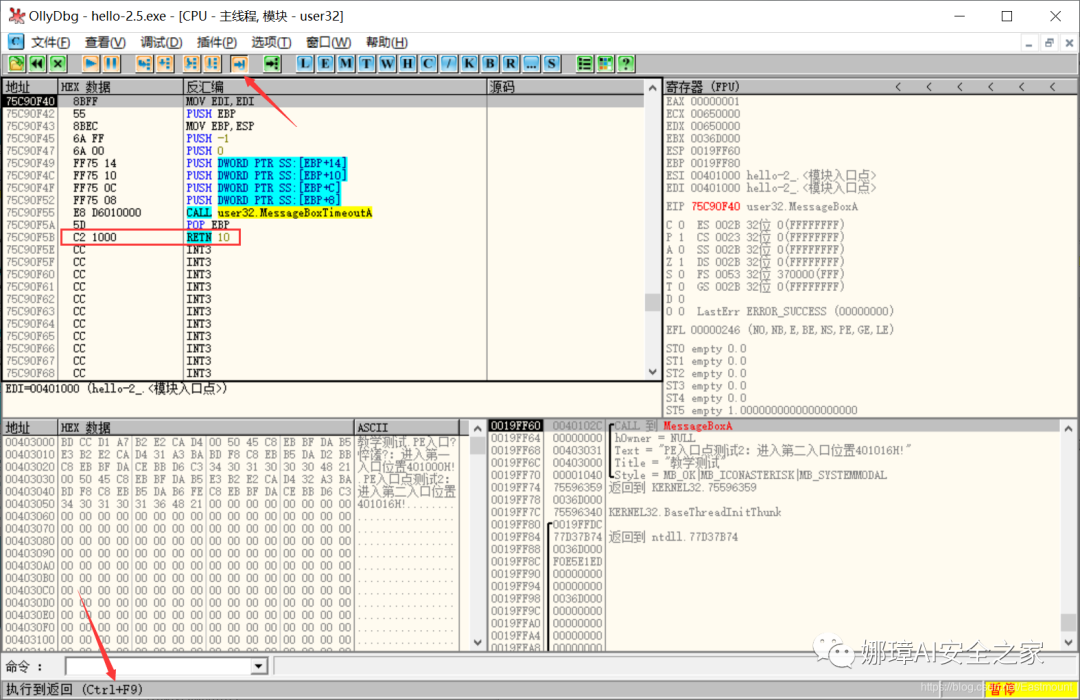 OllyDbg - hello-2.5.exe - [CPU - 主线程, 模块 - user32]
文件(F) 查看(V) 调试(D) 插件(P) 选项(T) 窗口(W) 帮助(H)
L E M T W H C / K B R ... S
地址 HEX 数据 反汇编 源码
75C90F40 8BFF MOV EDI,EDI
75C90F42 55 PUSH EBP
75C90F43 8BEC MOV EBP,ESP
75C90F45 6A FF PUSH -1
75C90F47 6A 00 PUSH 0
75C90F49 FF75 14 PUSH DWORD PTR SS:[EBP+14]
75C90F4C FF75 10 PUSH DWORD PTR SS:[EBP+10]
75C90F4F FF75 0C PUSH DWORD PTR SS:[EBP+C]
75C90F52 FF75 08 PUSH DWORD PTR SS:[EBP+8]
75C90F55 E8 D6010000 CALL user32.MessageBoxTimeoutA
75C90F5A 5D POP EBP
75C90F5B C2 1000 RETN 10
75C90F5E CC INT3
75C90F5F CC INT3
75C90F60 CC INT3
75C90F61 CC INT3
75C90F62 CC INT3
75C90F63 CC INT3
75C90F64 CC INT3
75C90F65 CC INT3
75C90F66 CC INT3
75C90F67 CC INT3
75C90F68 CC INT3
EDI=00401000 (hello-2_.<模块入口点>)
寄存器 (FPU)
EAX 00000001
ECX 00650000
EDX 00650000
EBX 0036D000
ESP 0019FF60
EBP 0019FF80
ESI 00401000 hello-2_.<模块入口点>
EDI 00401000 hello-2_.<模块入口点>
EIP 75C90F40 user32.MessageBoxA
C 0 ES 002B 32位 0(FFFFFFFF)
P 1 CS 0023 32位 0(FFFFFFFF)
A 0 SS 002B 32位 0(FFFFFFFF)
Z 1 DS 002B 32位 0(FFFFFFFF)
S 0 FS 0053 32位 370000(FFF)
T 0 GS 002B 32位 0(FFFFFFFF)
D 0
O 0 LastErr ERROR_SUCCESS (00000000)
EFL 00000246 (NO,NB,E,BE,NS,PE,GE,LE)
ST0 empty 0.0
ST1 empty 0.0
ST2 empty 0.0
ST3 empty 0.0
ST4 empty 0.0
ST5 empty 1.0000000000000000000
地址 HEX 数据 ASCII
00403000 BD CC D1 A7 B2 E2 CA D4 00 50 45 C8 EB BF DA B5 教学测试.PE入口?
00403010 E3 B2 E2 CA D4 31 A3 BA BD F8 C8 EB B5 DA D2 BB
00403020 C8 EB BF DA CE BB D6 C3 34 30 31 30 30 30 48 21 入口位置401000H!
00403030 00 50 45 C8 EB BF DA B5 E3 B2 E2 CA D4 32 A3 BA .PE入口点测试2:
00403040 BD F8 C8 EB B5 DA B6 FE C8 EB BF DA CE BB D6 C3 进入第二入口位置
00403050 34 30 31 30 31 36 48 21 00 00 00 00 00 00 00 00 401016H!........
00403060 00 00 00 00 00 00 00 00 00 00 00 00 00 00 00 00 ................
00403070 00 00 00 00 00 00 00 00 00 00 00 00 00 00 00 00 ................
00403080 00 00 00 00 00 00 00 00 00 00 00 00 00 00 00 00 ................
00403090 00 00 00 00 00 00 00 00 00 00 00 00 00 00 00 00 ................
004030A0 00 00 00 00 00 00 00 00 00 00 00 00 00 00 00 00 ................
004030B0 00 00 00 00 00 00 00 00 00 00 00 00 00 00 00 00 ................
004030C0 00 00 00 00 00 00 00 00 00 00 00 00 00 00 00 00 ................
004030D0 00 00 00 00 00 00 00 00 00 00 00 00 00 00 00 00 ................
004030E0 00 00 00 00 00 00 00 00 00 00 00 00 00 00 00 00 ................
004030F0 00 00 00 00 00 00 00 00 00 00 00 00 00 00 00 00 ................
00403100 00 00 00 00 00 00 00 00 00 00 00 00 00 00 00 00 ................
0019FF60 0040102C CALL 到 MessageBoxA
0019FF64 00000000 hOwner = NULL
0019FF68 00403031 Text = "PE入口点测试2: 进入第二入口位置401016H!"
0019FF6C 00403000 Title = "教学测试"
0019FF70 00001040 Style = MB_OK|MB_ICONASTERISK|MB_SYSTEMMODAL
0019FF74 75596359 返回到 KERNEL32.75596359
0019FF78 0036D000
0019FF7C 75596340 KERNEL32.BaseThreadInitThunk
0019FF80 0019FFDC
0019FF84 77D37B74 返回到 ntdll.77D37B74
0019FF88 0036D000
0019FF8C F0E5E1ED
0019FF90 00000000
0019FF94 00000000
0019FF98 0036D000
0019FF9C 00000000
0019FFA0 00000000
0019FFA4 00000000
0019FFA8 00000000
命令 :
执行到返回 (Ctrl+F9)
暂停
娜璋AI安全之家